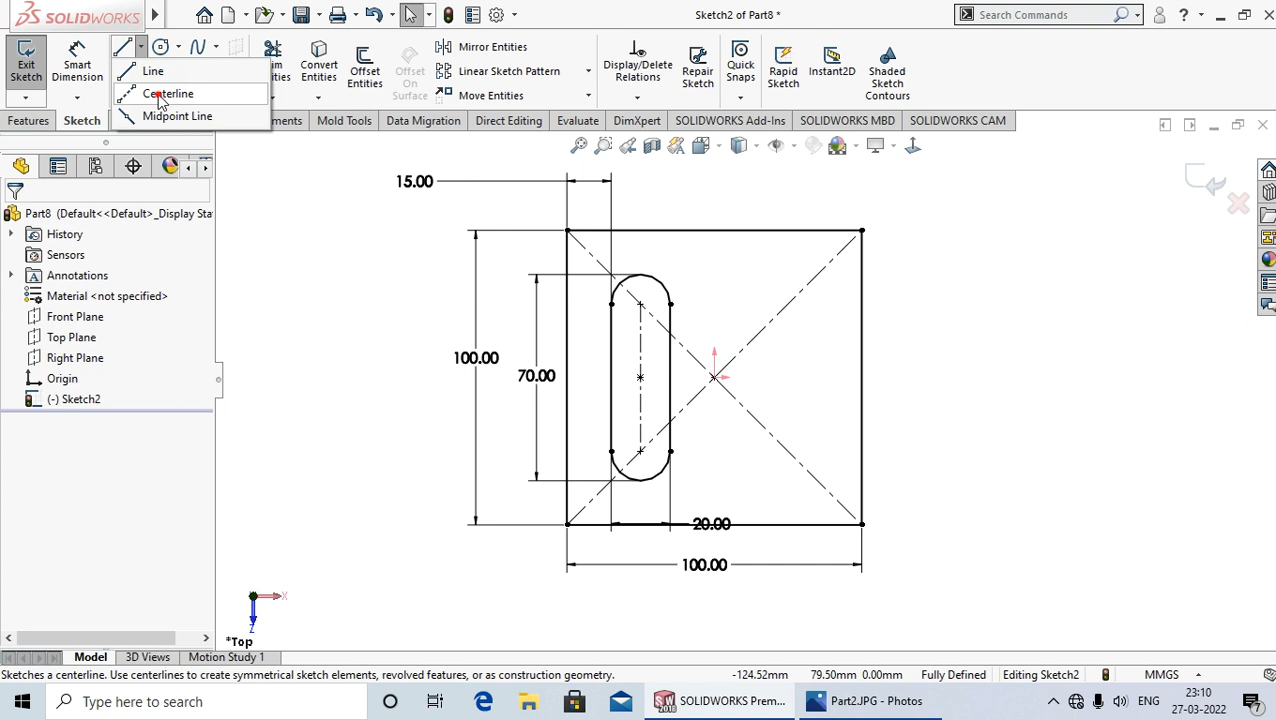 SOLIDWORKS
Sketch2 of Part8 *
Search Commands
Exit Sketch
Smart Dimension
Line
Centerline
Midpoint Line
Convert Entities
Offset Entities
Offset On Surface
Mirror Entities
Linear Sketch Pattern
Move Entities
Display/Delete Relations
Repair Sketch
Quick Snaps
Rapid Sketch
Instant2D
Shaded Sketch Contours
Features
Sketch
Mold Tools
Data Migration
Direct Editing
Evaluate
DimXpert
SOLIDWORKS Add-Ins
SOLIDWORKS MBD
SOLIDWORKS CAM
Part8 (Default<<Default>_Display Sta
History
Sensors
Annotations
Material <not specified>
Front Plane
Top Plane
Right Plane
Origin
(-) Sketch2
15.00
100.00
70.00
20.00
100.00
X
Z
*Top
Model
3D Views
Motion Study 1
Sketches a centerline. Use centerlines to create symmetrical sketch elements, revolved features, or as construction geometry.
-124.52mm
79.50mm 0.00mm
Fully Defined
Editing Sketch2
MMGS
Type here to search
SOLIDWORKS Prem...
Part2.JPG - Photos
ENG
23:10
27-03-2022
7